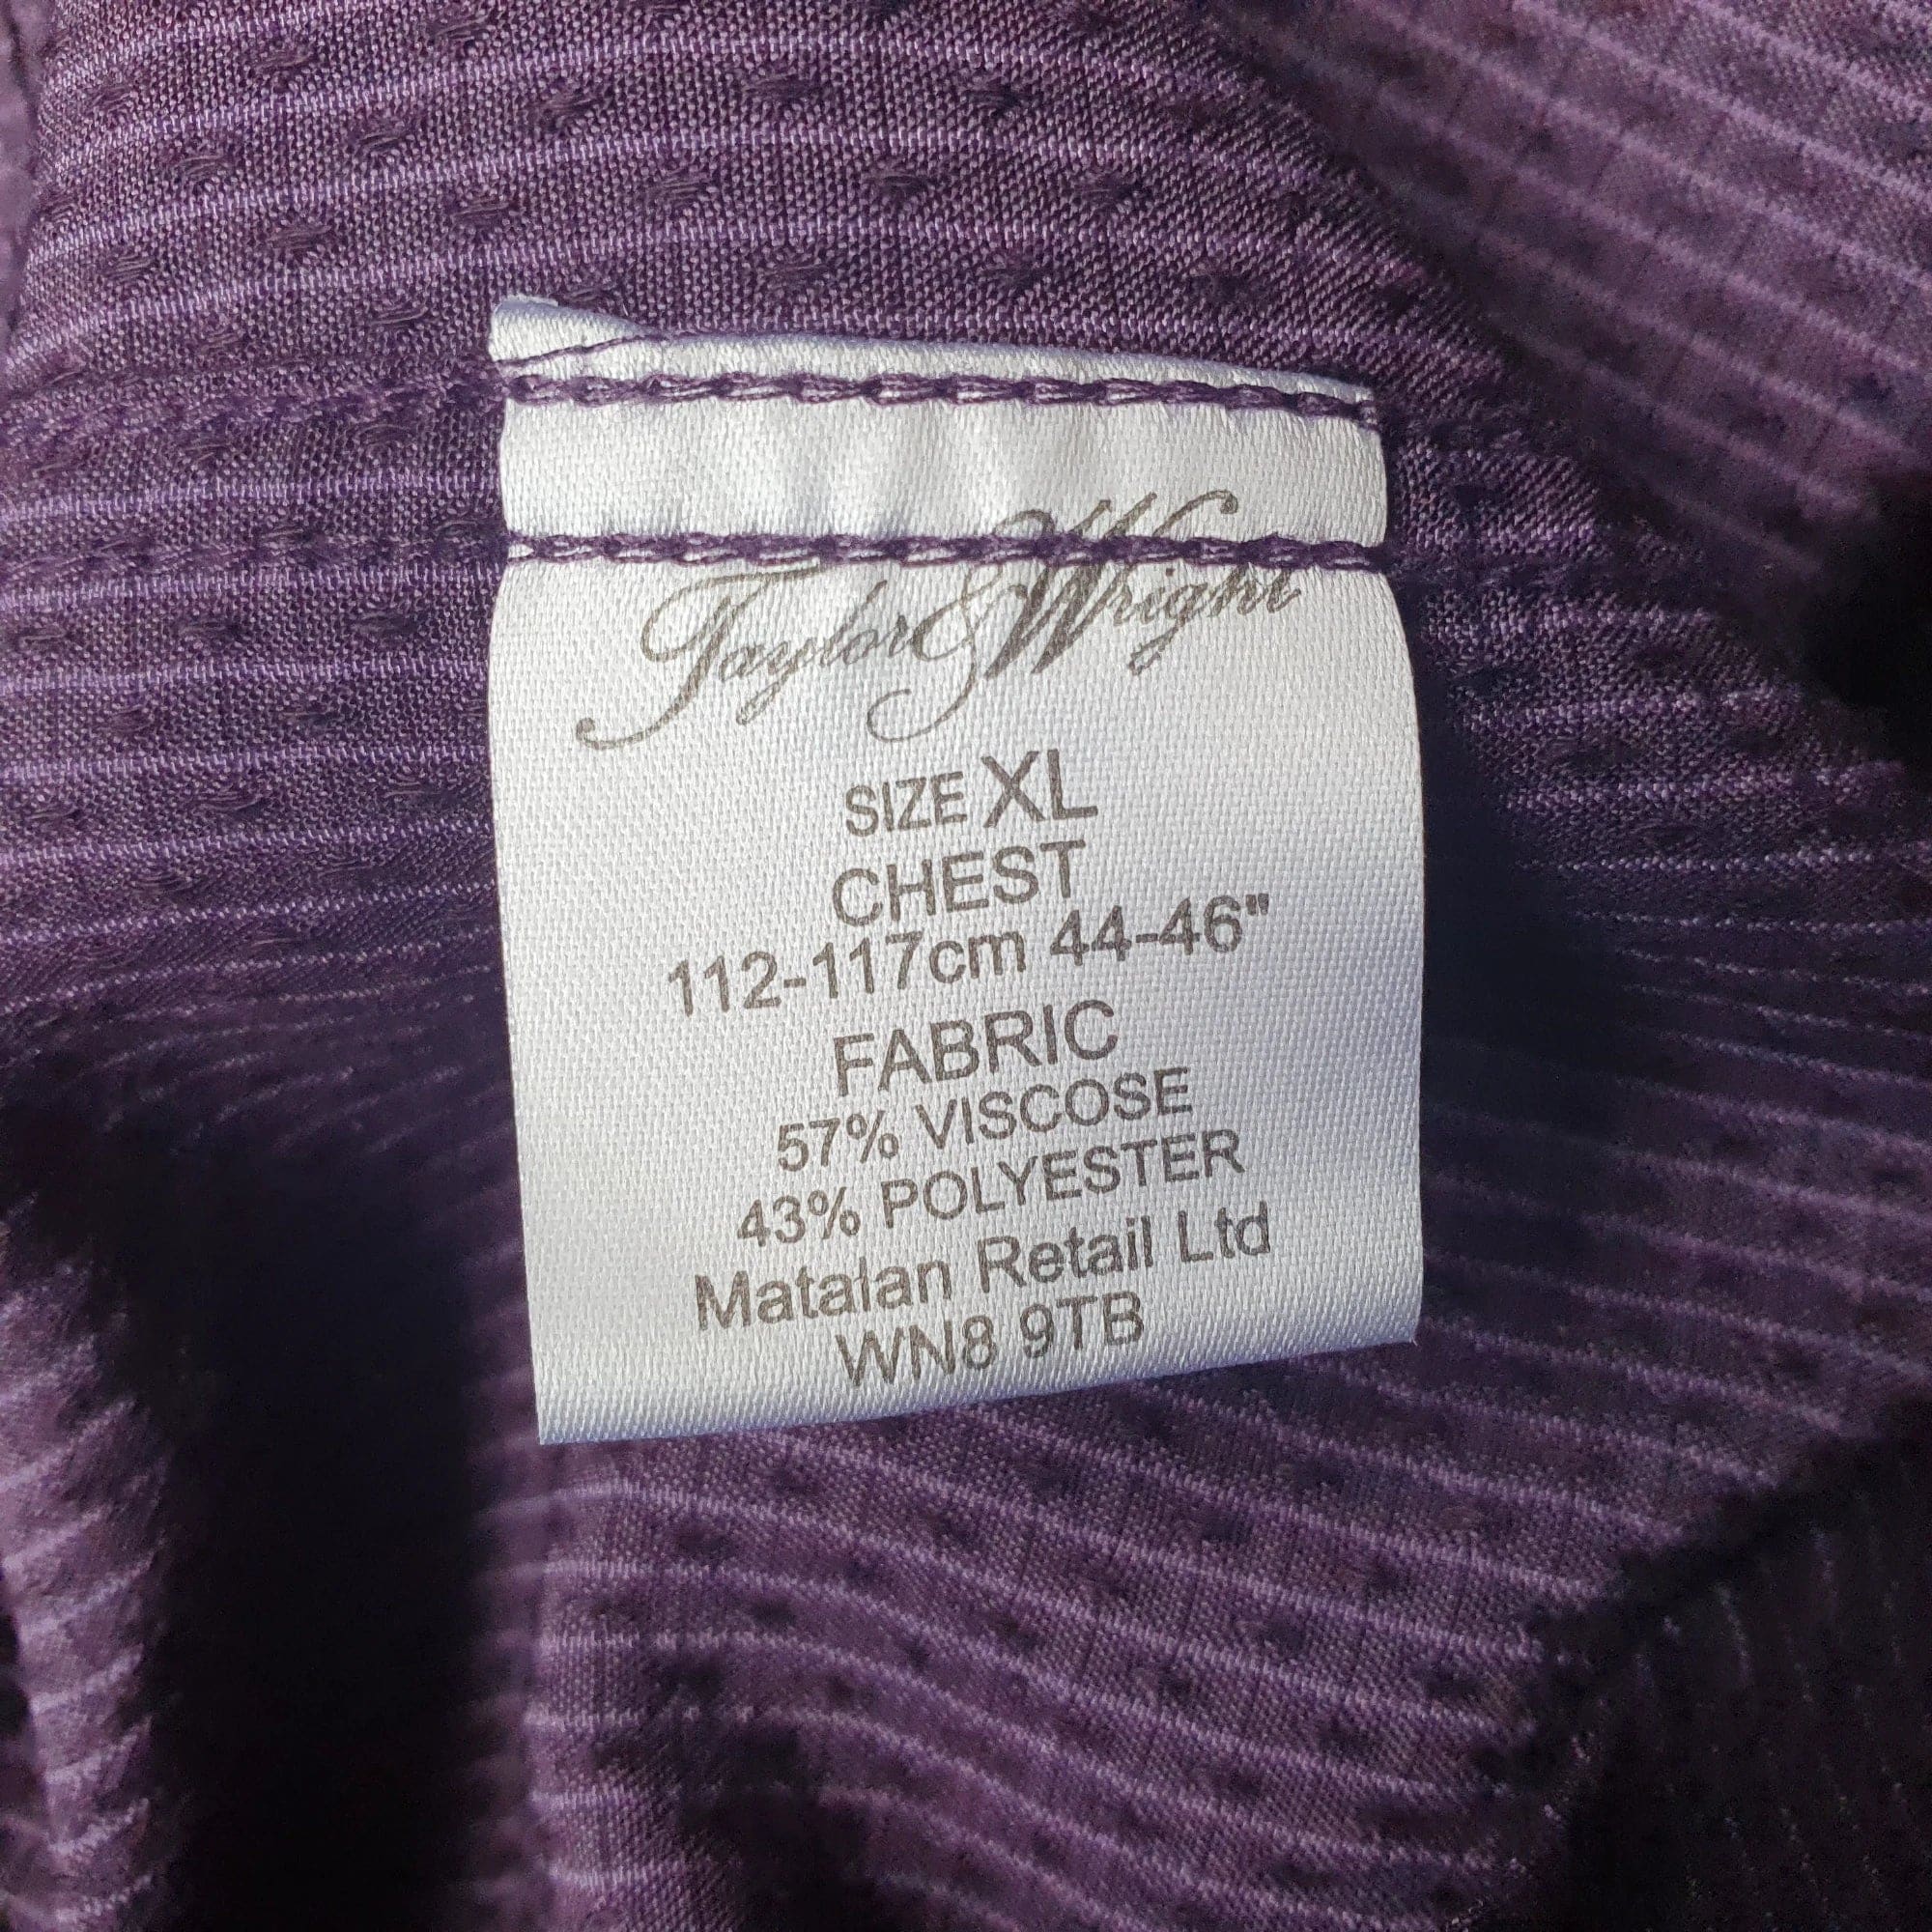 Taylor & Wright
SIZE XL
CHEST
112-117cm 44-46"
FABRIC
57% VISCOSE
43% POLYESTER
Matalan Retail Ltd
WN8 9TB